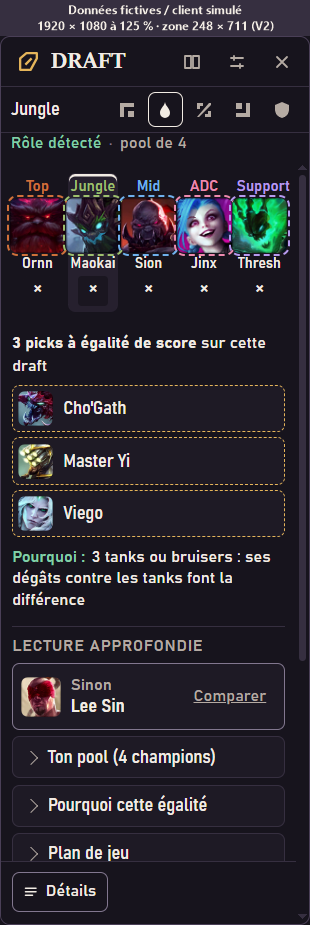 Données fictives / client simulé
1920 × 1080 à 125 % · zone 248 × 711 (V2)
DRAFT
Jungle
Rôle détecté · pool de 4
Top Jungle Mid ADC Support
Ornn Maokai Sion Jinx Thresh
× × × × ×
3 picks à égalité de score sur cette
draft
Cho'Gath
Master Yi
Viego
Pourquoi : 3 tanks ou bruisers : ses
dégâts contre les tanks font la
différence
LECTURE APPROFONDIE
Sinon
Lee Sin
Comparer
Ton pool (4 champions)
Pourquoi cette égalité
Plan de jeu
Détails